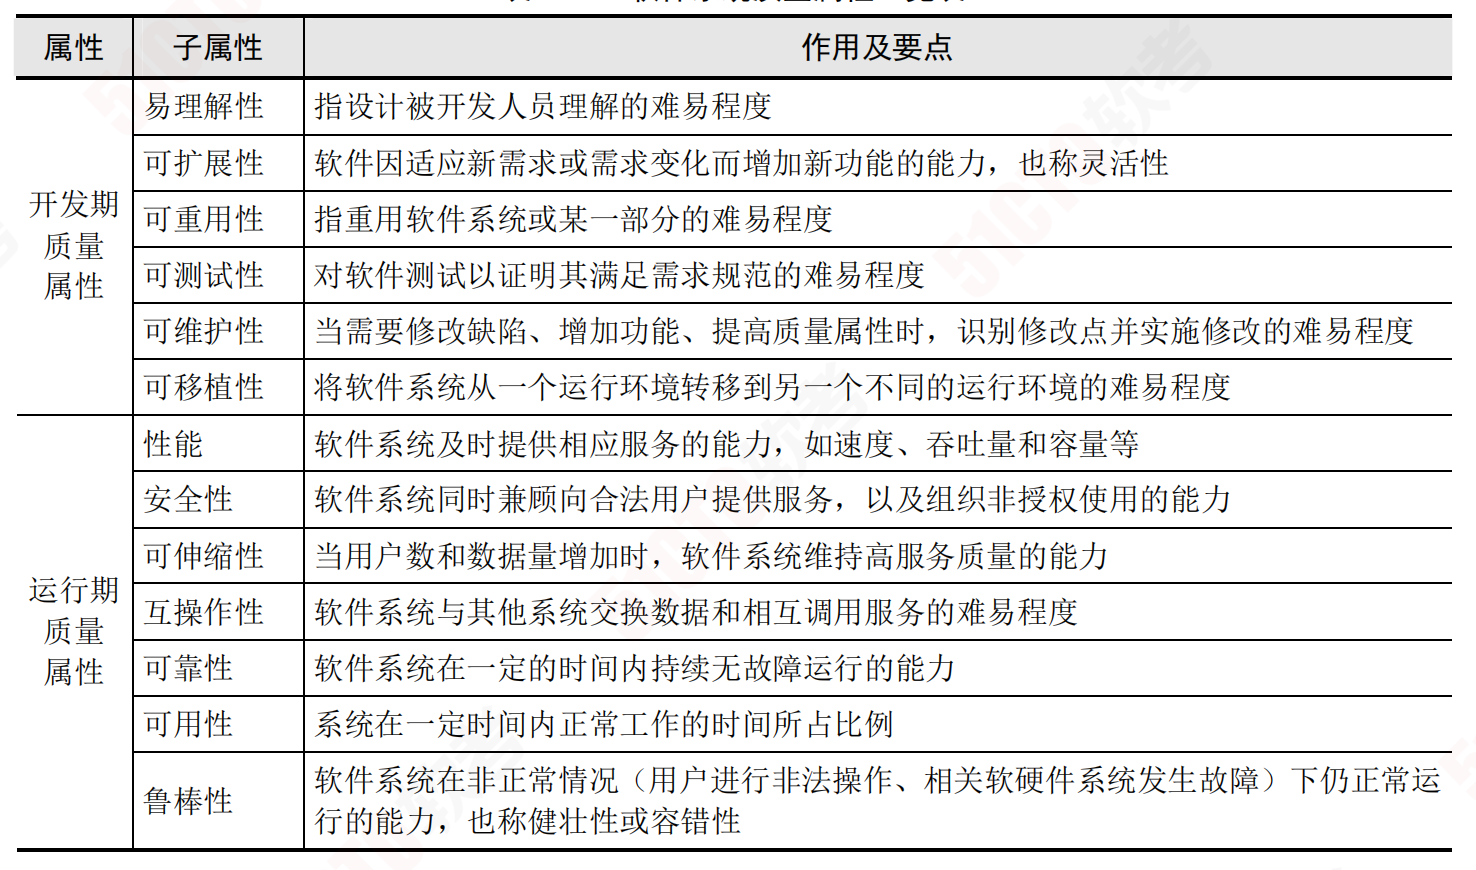 属性 子属性 作用及要点
易理解性 指设计被开发人员理解的难易程度
可扩展性 软件因适应新需求或需求变化而增加新功能的能力，也称灵活性
开发期
质量
属性
可重用性 指重用软件系统或某一部分的难易程度
可测试性 对软件测试以证明其满足需求规范的难易程度
可维护性 当需要修改缺陷、增加功能、提高质量属性时，识别修改点并实施修改的难易程度
可移植性 将软件系统从一个运行环境转移到另一个不同的运行环境的难易程度
性能 软件系统及时提供相应服务的能力，如速度、吞吐量和容量等
安全性 软件系统同时兼顾向合法用户提供服务，以及组织非授权使用的能力
可伸缩性 当用户数和数据量增加时，软件系统维持高服务质量的能力
运行期
质量
属性
互操作性 软件系统与其他系统交换数据和相互调用服务的难易程度
可靠性 软件系统在一定的时间内持续无故障运行的能力
可用性 系统在一定时间内正常工作的时间所占比例
鲁棒性 软件系统在非正常情况（用户进行非法操作、相关软硬件系统发生故障）下仍正常运
行的能力，也称健壮性或容错性
51CTO软考